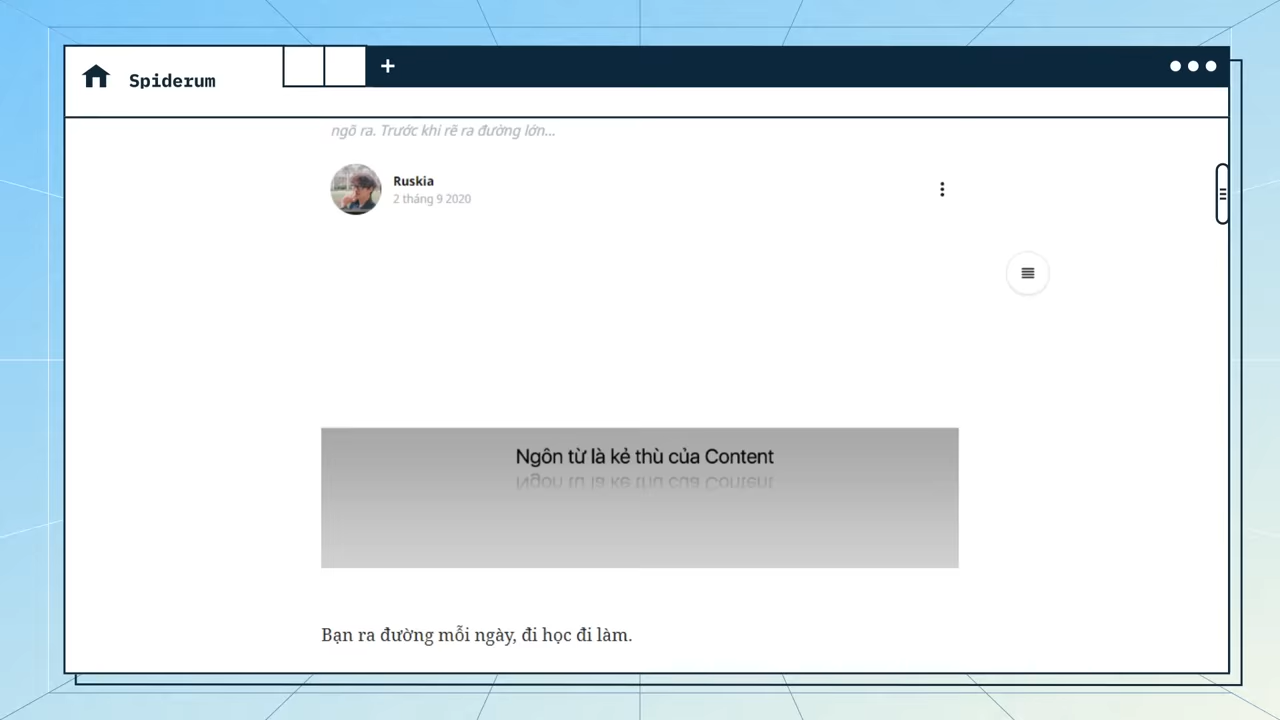 Spiderum
ngõ ra. Trước khi rẽ ra đường lớn...
Ruskia
2 tháng 9 2020
Ngôn từ là kẻ thù của Content
Bạn ra đường mỗi ngày, đi học đi làm.